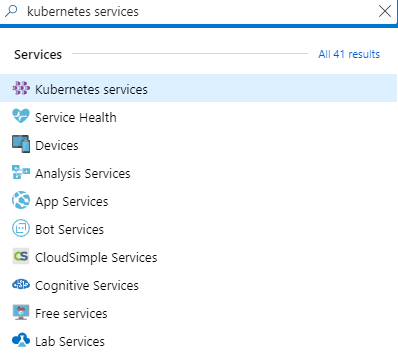 kubernetes services
Services All 41 results
Kubernetes services
Service Health
Devices
Analysis Services
App Services
Bot Services
CloudSimple Services
Cognitive Services
Free services
Lab Services